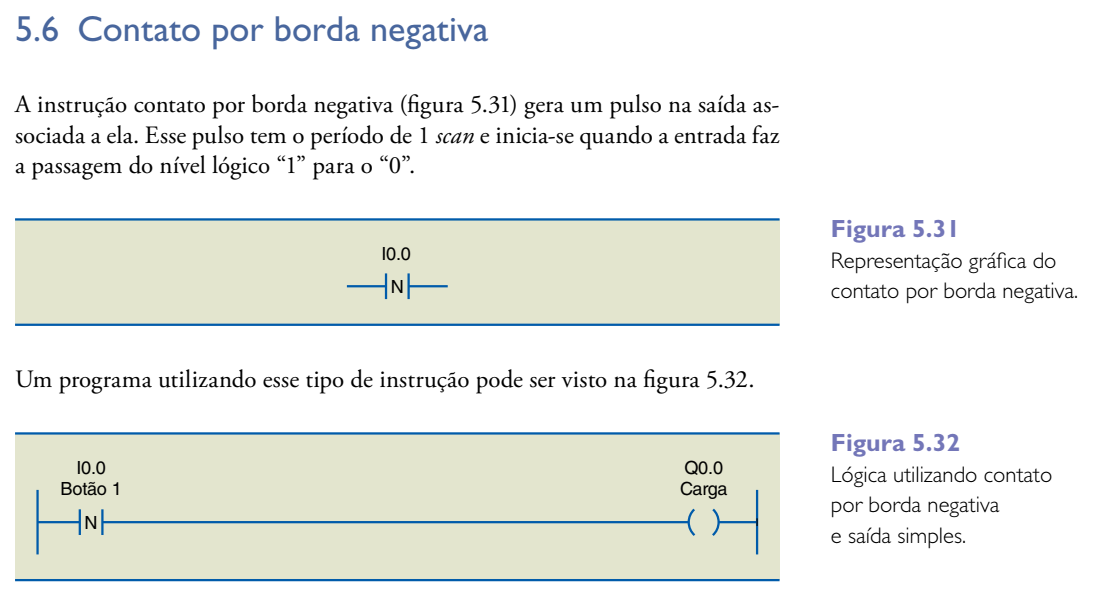 5.6 Contato por borda negativa
A instrução contato por borda negativa (figura 5.31) gera um pulso na saída as-
sociada a ela. Esse pulso tem o período de 1 scan e inicia-se quando a entrada faz
a passagem do nível lógico “1” para o “0”.
Figura 5.31
Representação gráfica do
contato por borda negativa.
I0.0
N
Um programa utilizando esse tipo de instrução pode ser visto na figura 5.32.
Figura 5.32
Lógica utilizando contato
por borda negativa
e saída simples.
I0.0
Botão 1
N
Q0.0
Carga